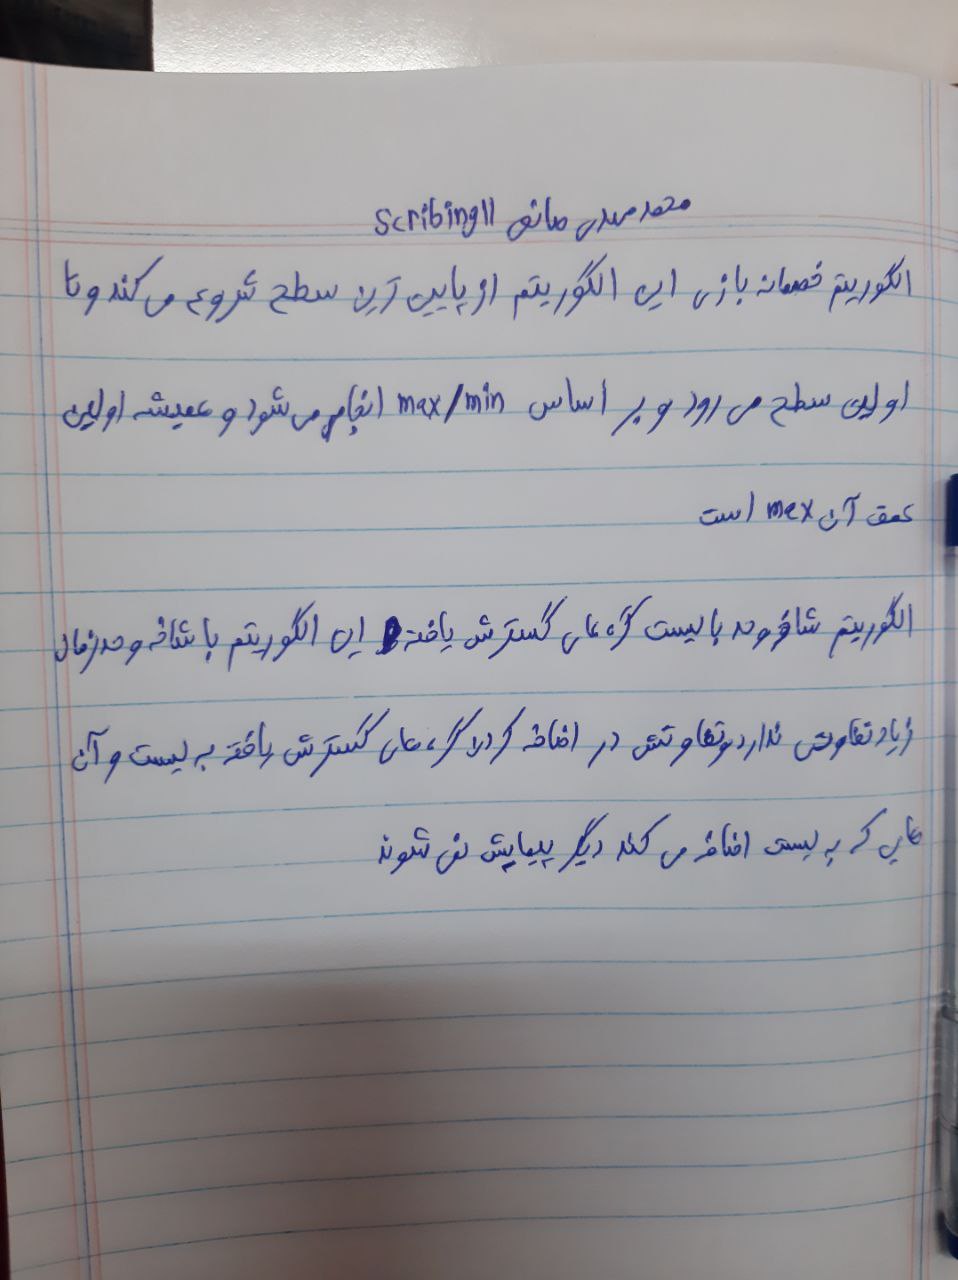 محمد مهدی صانعی Scribing11
الگوریتم خصمانه بازی این الگوریتم از پایین ترین سطح شروع می کند و تا
اولین سطح می رود و بر اساس max/min انجام می شود و همیشه اولین
عمق آن max است
الگوریتم شاخه و حد با لیست گره های گسترش یافته این الگوریتم با شاخه و حد زمان
زیاد تفاوتی ندارد و تفاوتش در اضافه کردن گره های گسترش یافته به لیست و آن
هایی که به لیست اضافه می کند دیگر پیمایش نمی شوند